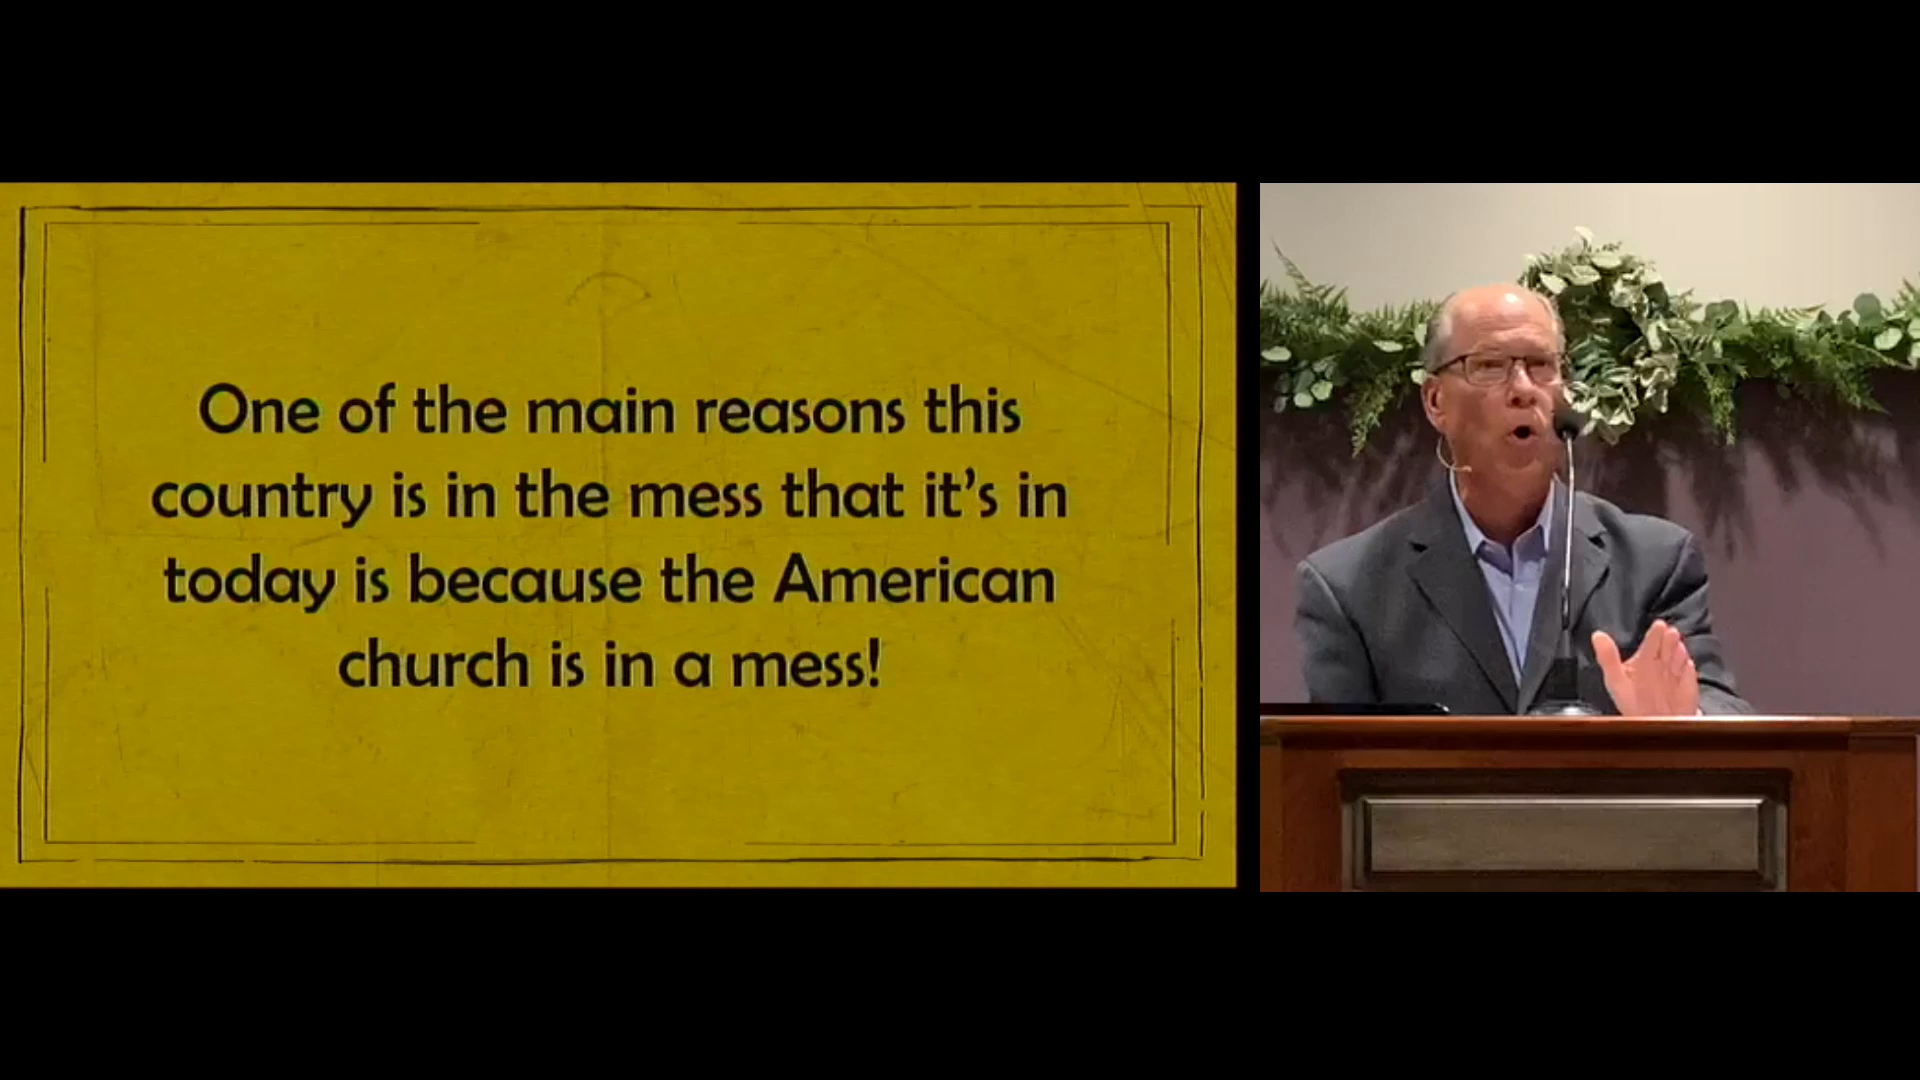 One of the main reasons this
country is in the mess that it’s in
today is because the American
church is in a mess!